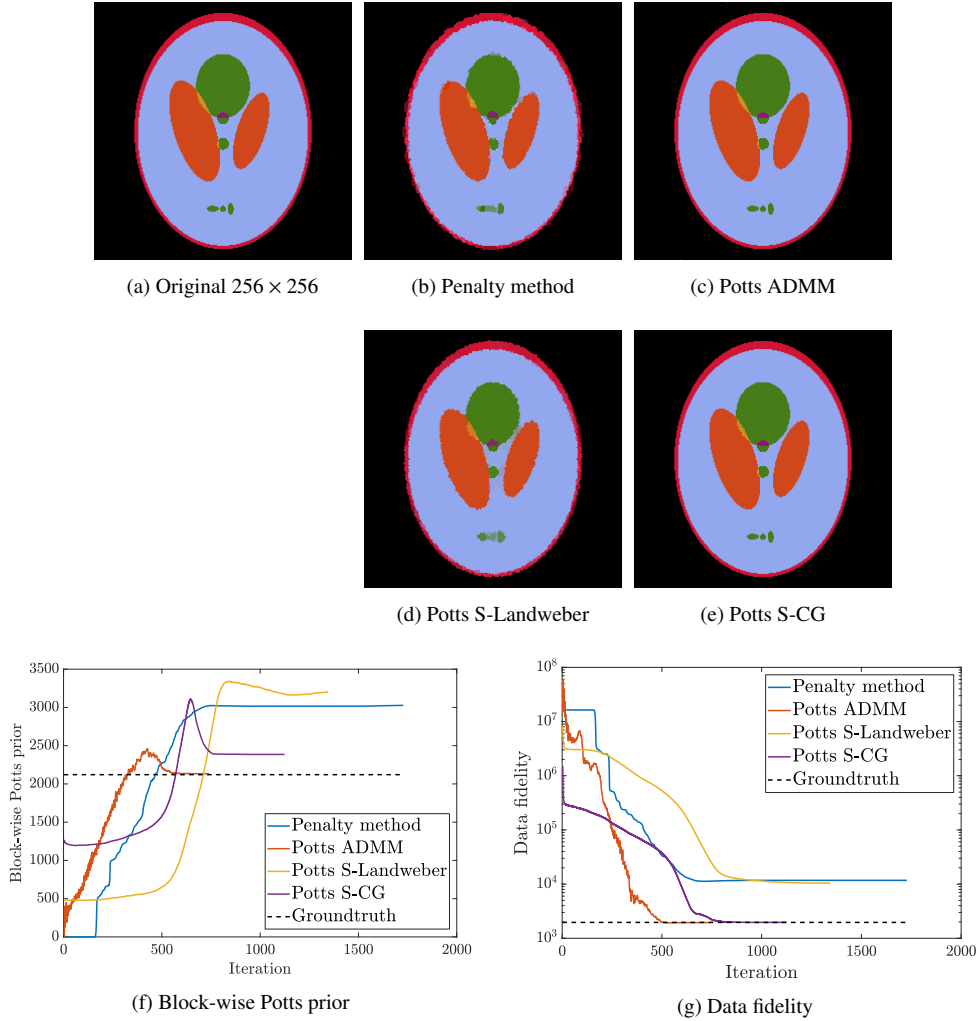 (a) Original 256 × 256
(b) Penalty method
(c) Potts ADMM
(d) Potts S-Landweber
(e) Potts S-CG
3500
3000
2500
2000
1500
1000
500
0
Block-wise Potts prior
0
500
1000
1500
2000
Iteration
Penalty method
Potts ADMM
Potts S-Landweber
Potts S-CG
Groundtruth
(f) Block-wise Potts prior
10^8
10^7
10^6
10^5
10^4
10^3
Data fidelity
0
500
1000
1500
2000
Iteration
Penalty method
Potts ADMM
Potts S-Landweber
Potts S-CG
Groundtruth
(g) Data fidelity